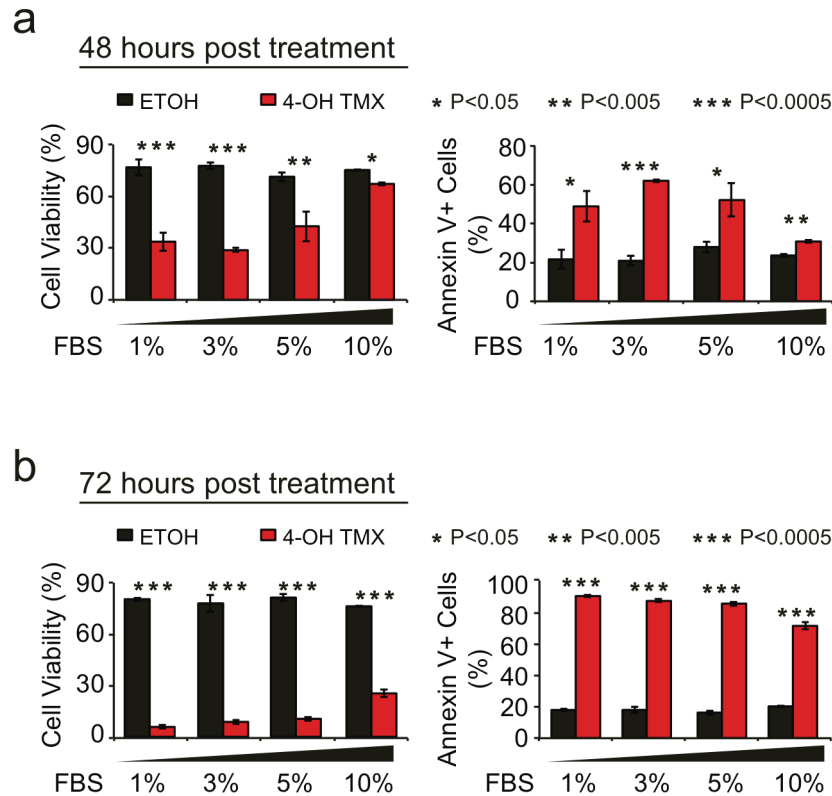 a
48 hours post treatment
ETOH 4-OH TMX * P<0.05 ** P<0.005 *** P<0.0005
Cell Viability (%)
90
60
30
0
*** *** ** *
FBS 1% 3% 5% 10%
Annexin V+ Cells
(%)
80
60
40
20
0
* *** * **
FBS 1% 3% 5% 10%
b
72 hours post treatment
ETOH 4-OH TMX * P<0.05 ** P<0.005 *** P<0.0005
Cell Viability (%)
90
60
30
0
*** *** *** ***
FBS 1% 3% 5% 10%
Annexin V+ Cells
(%)
100
80
60
40
20
0
*** *** *** ***
FBS 1% 3% 5% 10%